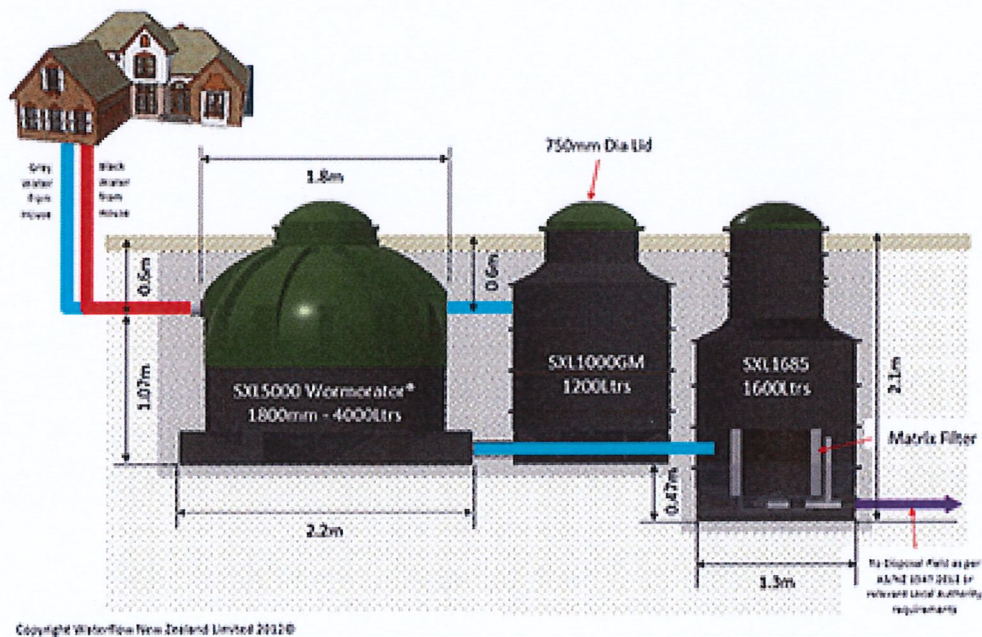 Grey
Water
from
House
Black
Water
from
House
750mm Dia Lid
1.8m
0.6m
0.6m
1.07m
2.1m
SXL5000 Wormorator®
1800mm - 4000Ltrs
SXL1000GM
1200Ltrs
SXL1685
1600Ltrs
Matrix Filter
0.47m
2.2m
1.3m
To Disposal Field as per
or
relevant Local Authority
requirements
Copyright Waterflow New Zealand Limited 2012©